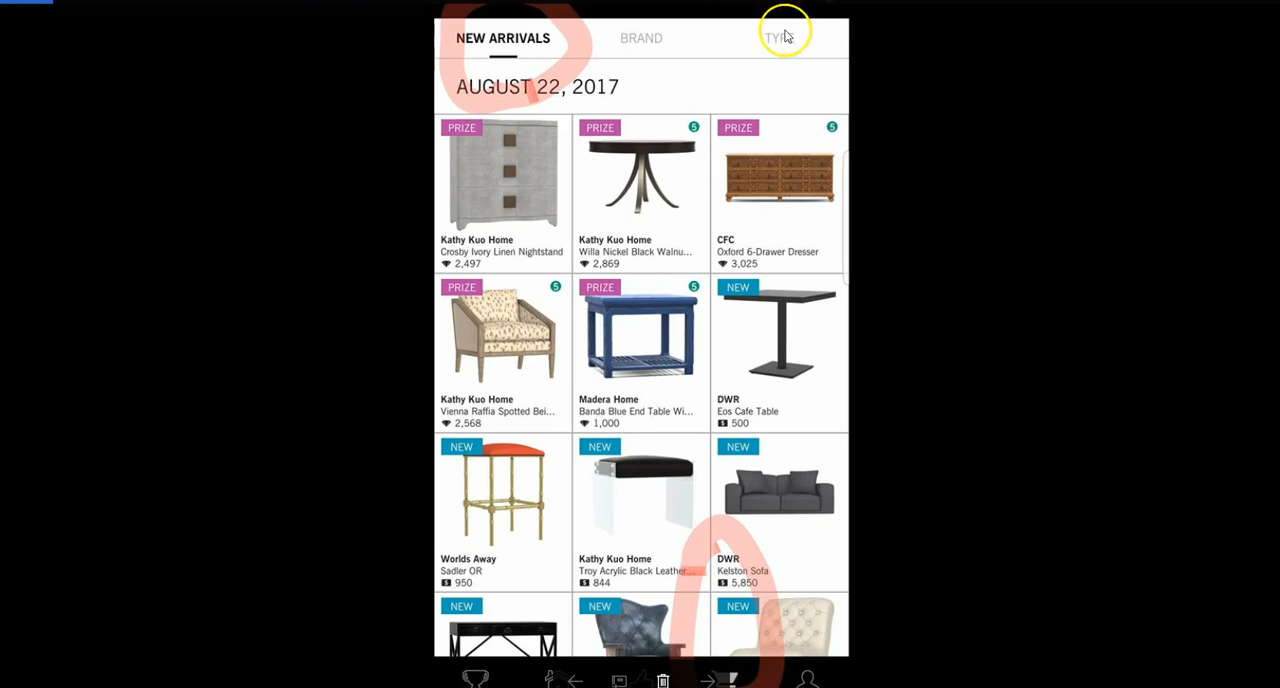 NEW ARRIVALS BRAND TYPE
AUGUST 22, 2017
PRIZE PRIZE 5 PRIZE 5
Kathy Kuo Home Kathy Kuo Home CFC
Crosby Ivory Linen Nightstand Willa Nickel Black Walnu... Oxford 6-Drawer Dresser
2,497 2,869 3,025
PRIZE 5 PRIZE 5 NEW
Kathy Kuo Home Madera Home DWR
Vienna Raffia Spotted Bei... Banda Blue End Table Wi... Eos Cafe Table
2,568 1,000 $ 500
NEW NEW NEW
Worlds Away Kathy Kuo Home DWR
Sadler OR Troy Acrylic Black Leather... Kelston Sofa
$ 950 $ 844 $ 5,850
NEW NEW NEW